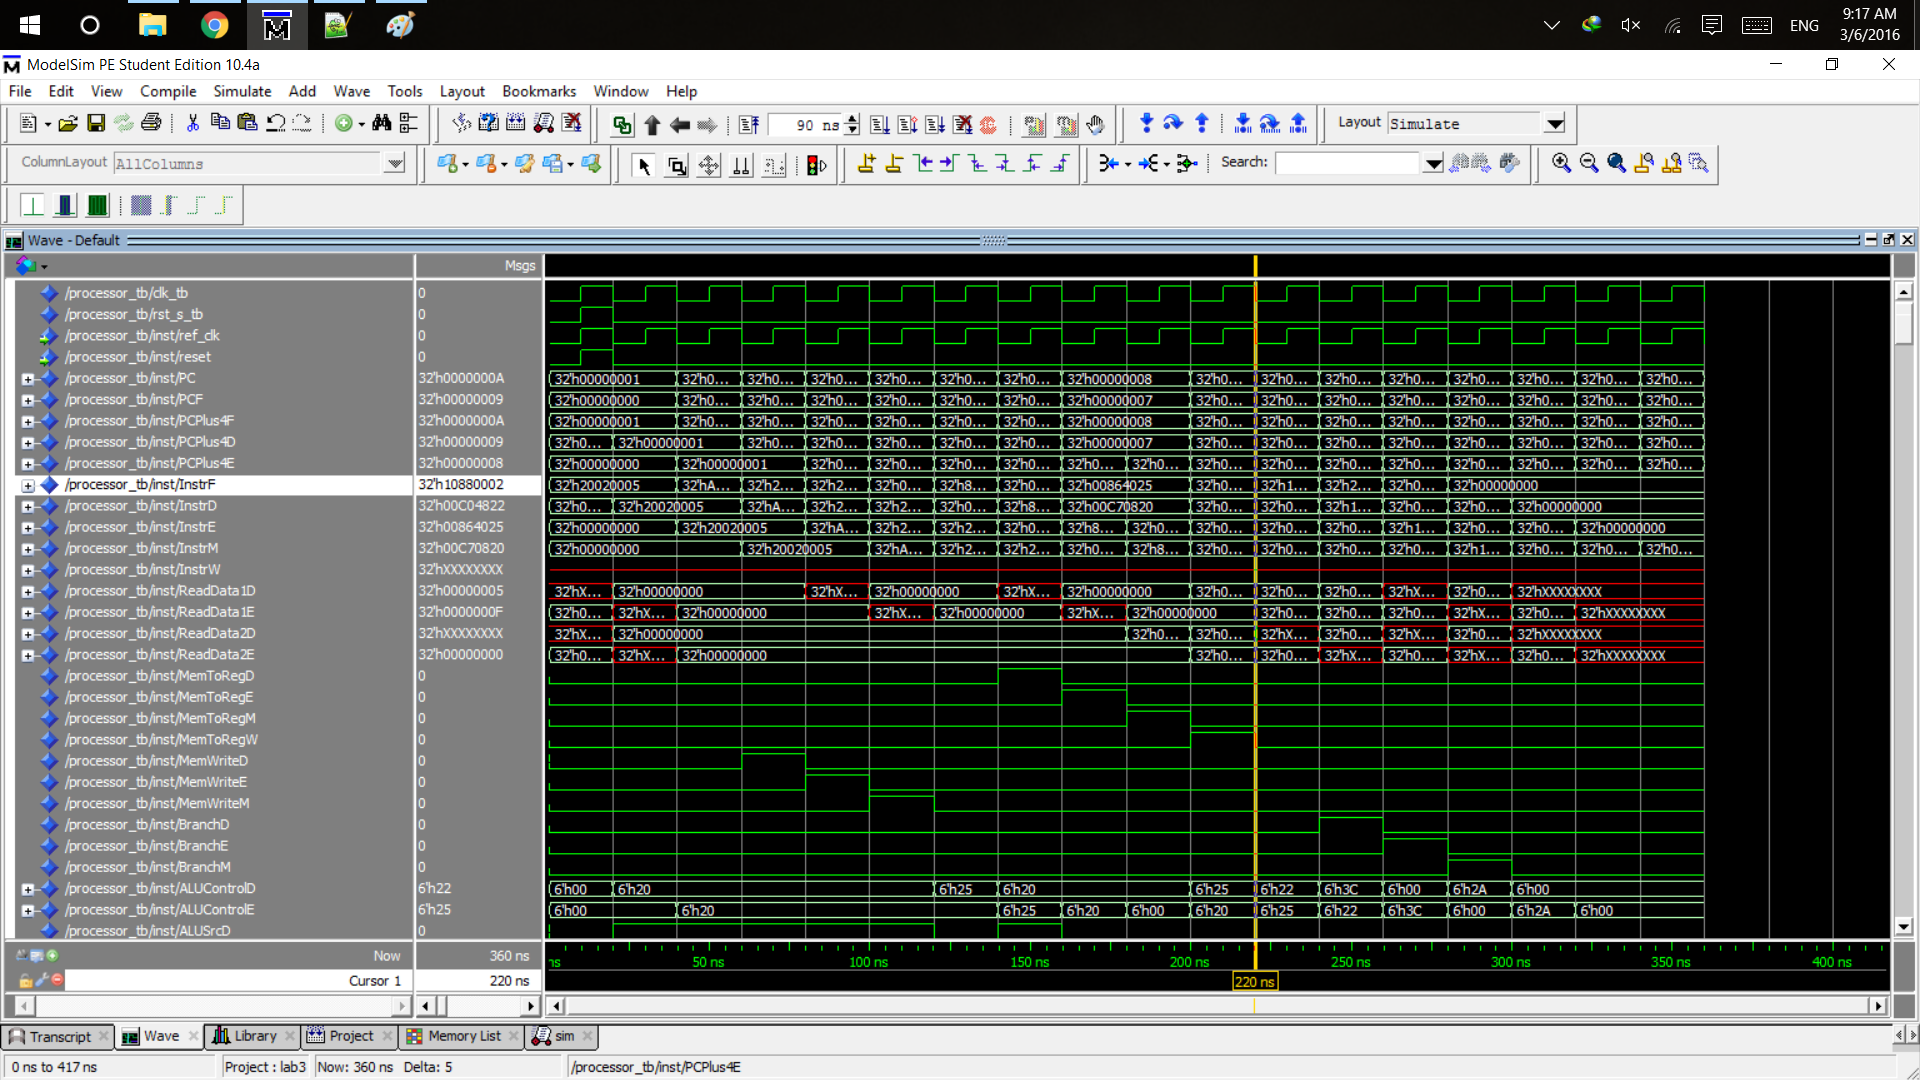 9:17 AM
ENG
3/6/2016
ModelSim PE Student Edition 10.4a
File Edit View Compile Simulate Add Wave Tools Layout Bookmarks Window Help
90 ns Layout Simulate
ColumnLayout AllColumns Search:
Wave - Default
Msgs
/processor_tb/clk_tb 0
/processor_tb/rst_s_tb 0
/processor_tb/inst/ref_clk 0
/processor_tb/inst/reset 0
/processor_tb/inst/PC 32'h0000000A 32'h00000001 32'h0... 32'h0... 32'h0... 32'h0... 32'h0... 32'h0... 32'h00000008 32'h0... 32'h0... 32'h0... 32'h0... 32'h0... 32'h0... 32'h0... 32'h0...
/processor_tb/inst/PCF 32'h00000009 32'h00000000 32'h0... 32'h0... 32'h0... 32'h0... 32'h0... 32'h0... 32'h00000007 32'h0... 32'h0... 32'h0... 32'h0... 32'h0... 32'h0... 32'h0... 32'h0...
/processor_tb/inst/PCPlus4F 32'h0000000A 32'h00000001 32'h0... 32'h0... 32'h0... 32'h0... 32'h0... 32'h0... 32'h00000008 32'h0... 32'h0... 32'h0... 32'h0... 32'h0... 32'h0... 32'h0... 32'h0...
/processor_tb/inst/PCPlus4D 32'h00000009 32'h0... 32'h00000001 32'h0... 32'h0... 32'h0... 32'h0... 32'h0... 32'h00000007 32'h0... 32'h0... 32'h0... 32'h0... 32'h0... 32'h0... 32'h0... 32'h0...
/processor_tb/inst/PCPlus4E 32'h00000008 32'h00000000 32'h00000001 32'h0... 32'h0... 32'h0... 32'h0... 32'h0... 32'h0... 32'h0... 32'h0... 32'h0... 32'h0... 32'h0... 32'h0... 32'h0... 32'h0...
/processor_tb/inst/InstrF 32'h10880002 32'h20020005 32'hA... 32'h2... 32'h2... 32'h0... 32'h8... 32'h0... 32'h00864025 32'h0... 32'h1... 32'h2... 32'h0... 32'h00000000
/processor_tb/inst/InstrD 32'h00C04822 32'h0... 32'h20020005 32'hA... 32'h2... 32'h2... 32'h0... 32'h8... 32'h00C70820 32'h0... 32'h0... 32'h1... 32'h2... 32'h0... 32'h00000000
/processor_tb/inst/InstrE 32'h00864025 32'h00000000 32'h20020005 32'hA... 32'h2... 32'h2... 32'h0... 32'h8... 32'h0... 32'h0... 32'h0... 32'h0... 32'h1... 32'h0... 32'h0... 32'h00000000
/processor_tb/inst/InstrM 32'h00C70820 32'h00000000 32'h20020005 32'hA... 32'h2... 32'h2... 32'h0... 32'h8... 32'h0... 32'h0... 32'h0... 32'h0... 32'h1... 32'h0... 32'h0... 32'h0...
/processor_tb/inst/InstrW 32'hXXXXXXXX
/processor_tb/inst/ReadData1D 32'h00000005 32'hX... 32'h00000000 32'hX... 32'h00000000 32'hX... 32'h00000000 32'h0... 32'h0... 32'h0... 32'hX... 32'h0... 32'hXXXXXXXX
/processor_tb/inst/ReadData1E 32'h0000000F 32'h0... 32'hX... 32'h00000000 32'hX... 32'h00000000 32'hX... 32'h00000000 32'h0... 32'h0... 32'h0... 32'hX... 32'h0... 32'hXXXXXXXX
/processor_tb/inst/ReadData2D 32'hXXXXXXXX 32'hX... 32'h00000000 32'h0... 32'h0... 32'hX... 32'h0... 32'hX... 32'h0... 32'hXXXXXXXX
/processor_tb/inst/ReadData2E 32'h00000000 32'h0... 32'hX... 32'h00000000 32'h0... 32'h0... 32'hX... 32'h0... 32'hX... 32'h0... 32'hXXXXXXXX
/processor_tb/inst/MemToRegD 0
/processor_tb/inst/MemToRegE 0
/processor_tb/inst/MemToRegM 0
/processor_tb/inst/MemToRegW 0
/processor_tb/inst/MemWriteD 0
/processor_tb/inst/MemWriteE 0
/processor_tb/inst/MemWriteM 0
/processor_tb/inst/BranchD 0
/processor_tb/inst/BranchE 0
/processor_tb/inst/BranchM 0
/processor_tb/inst/ALUControlD 6'h22 6'h00 6'h20 6'h25 6'h20 6'h25 6'h22 6'h3C 6'h00 6'h2A 6'h00
/processor_tb/inst/ALUControlE 6'h25 6'h00 6'h20 6'h25 6'h20 6'h00 6'h20 6'h25 6'h22 6'h3C 6'h00 6'h2A 6'h00
/processor_tb/inst/ALUSrcD 0
Now 360 ns ns 50 ns 100 ns 150 ns 200 ns 250 ns 300 ns 350 ns 400 ns
Cursor 1 220 ns 220 ns
Transcript Wave Library Project Memory List sim
0 ns to 417 ns Project : lab3 Now: 360 ns Delta: 5 /processor_tb/inst/PCPlus4E